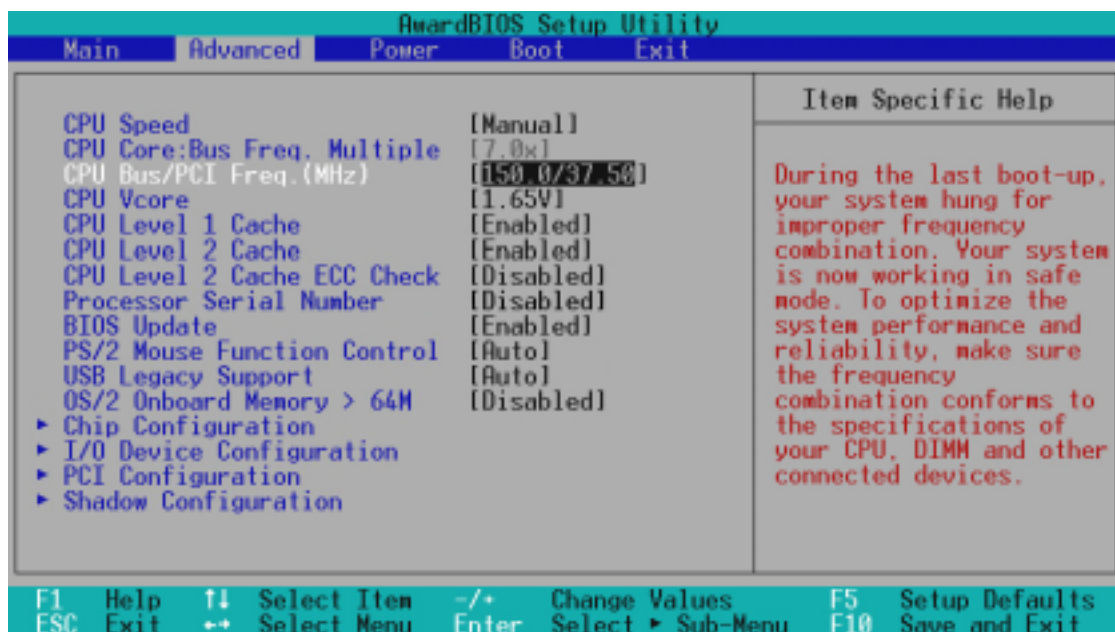 AwardBIOS Setup Utility
Main Advanced Power Boot Exit
Item Specific Help
CPU Speed [Manual]
CPU Core:Bus Freq. Multiple [7.0x]
CPU Bus/PCI Freq.(MHz) [150.0/37.50]
CPU Vcore [1.65V]
CPU Level 1 Cache [Enabled]
CPU Level 2 Cache [Enabled]
CPU Level 2 Cache ECC Check [Disabled]
Processor Serial Number [Disabled]
BIOS Update [Enabled]
PS/2 Mouse Function Control [Auto]
USB Legacy Support [Auto]
OS/2 Onboard Memory > 64M [Disabled]
Chip Configuration
I/O Device Configuration
PCI Configuration
Shadow Configuration
During the last boot-up,
your system hung for
improper frequency
combination. Your system
is now working in safe
mode. To optimize the
system performance and
reliability, make sure
the frequency
combination conforms to
the specifications of
your CPU, DIMM and other
connected devices.
F1 Help ↑↓ Select Item -/+ Change Values F5 Setup Defaults
ESC Exit ←→ Select Menu Enter Select ► Sub-Menu F10 Save and Exit